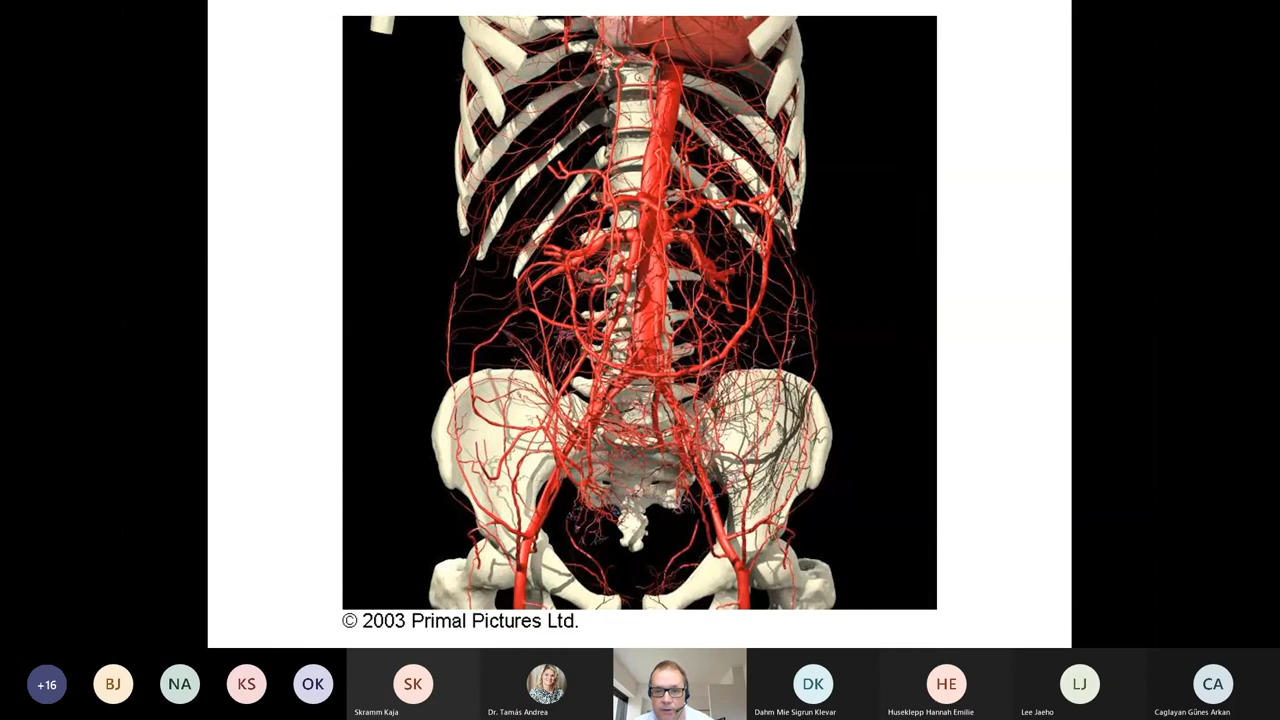 © 2003 Primal Pictures Ltd.
+16
BJ
NA
KS
OK
SK
DK
HE
LJ
CA
Skramm Kaja
Dr. Tamás Andrea
Dahm Mie Sigrun Klevar
Huseklepp Hannah Emilie
Lee Jaeho
Caglayan Günes Arkan